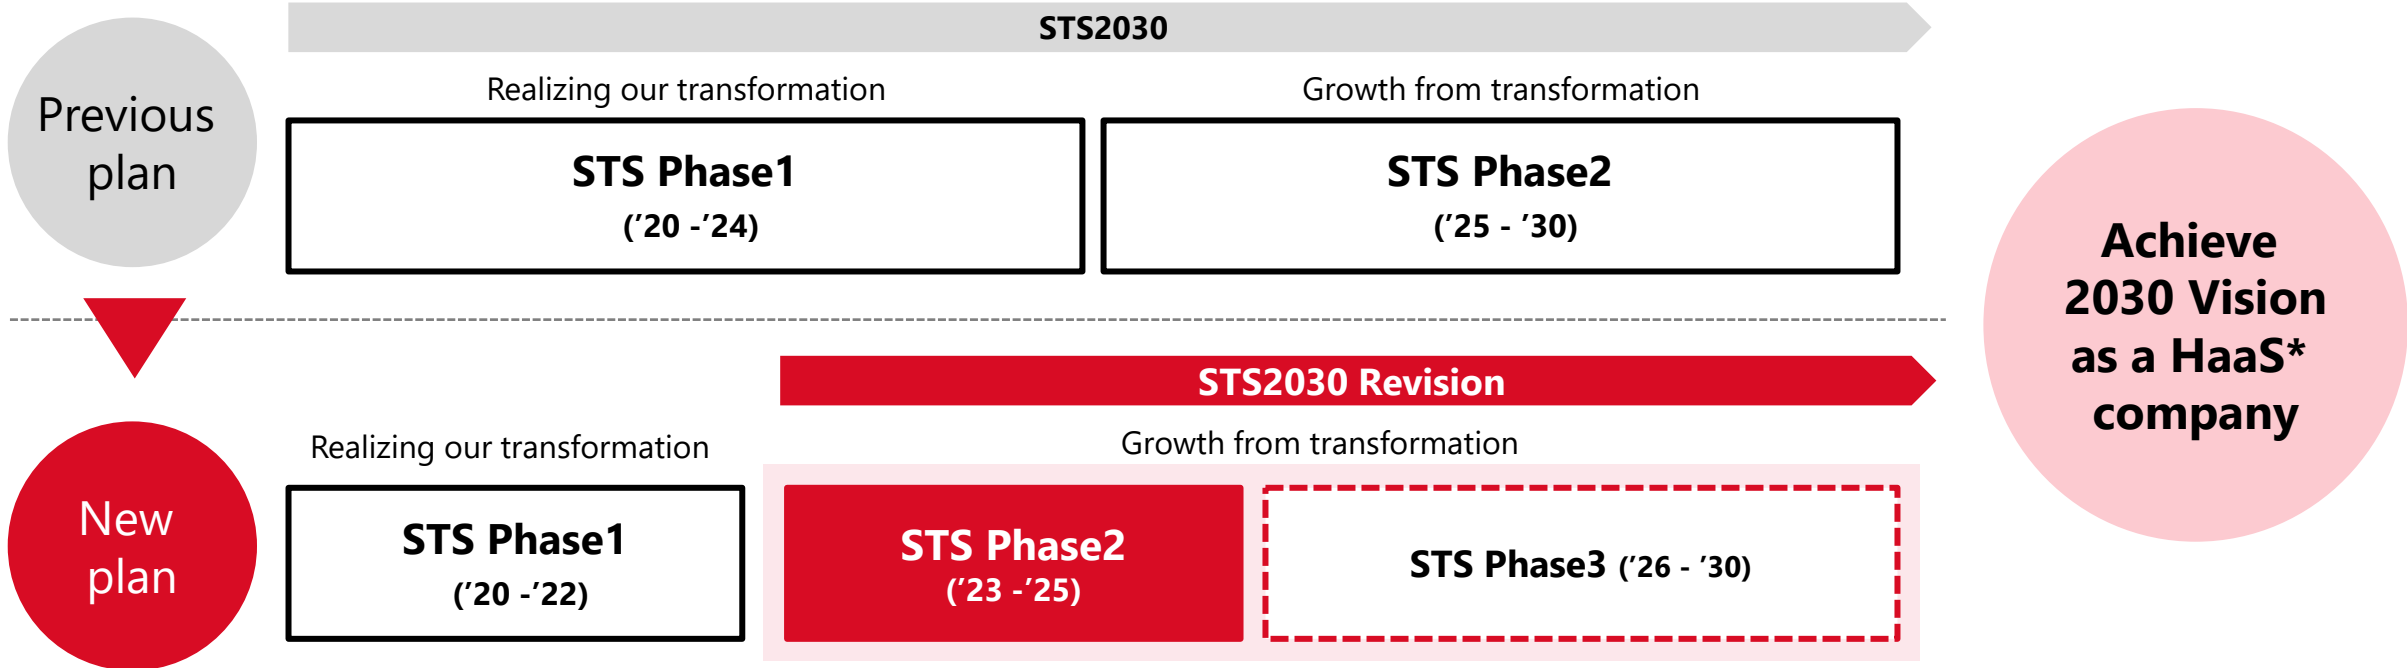 STS2030
Previous
plan
Realizing our transformation
Growth from transformation
STS Phase1
(’20 -’24)
STS Phase2
(’25 - ’30)
Achieve
2030 Vision
as a HaaS*
company
STS2030 Revision
New
plan
Realizing our transformation
Growth from transformation
STS Phase1
(’20 -’22)
STS Phase2
(’23 -’25)
STS Phase3 (’26 - ’30)